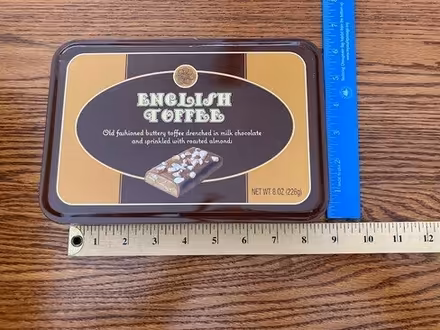 ENGLISH
TOFFEE
Old fashioned buttery toffee drenched in milk chocolate
and sprinkled with roasted almonds
NET WT 8 OZ (226g)
1 2 3 4 5 6 7 8 9 10 11 12